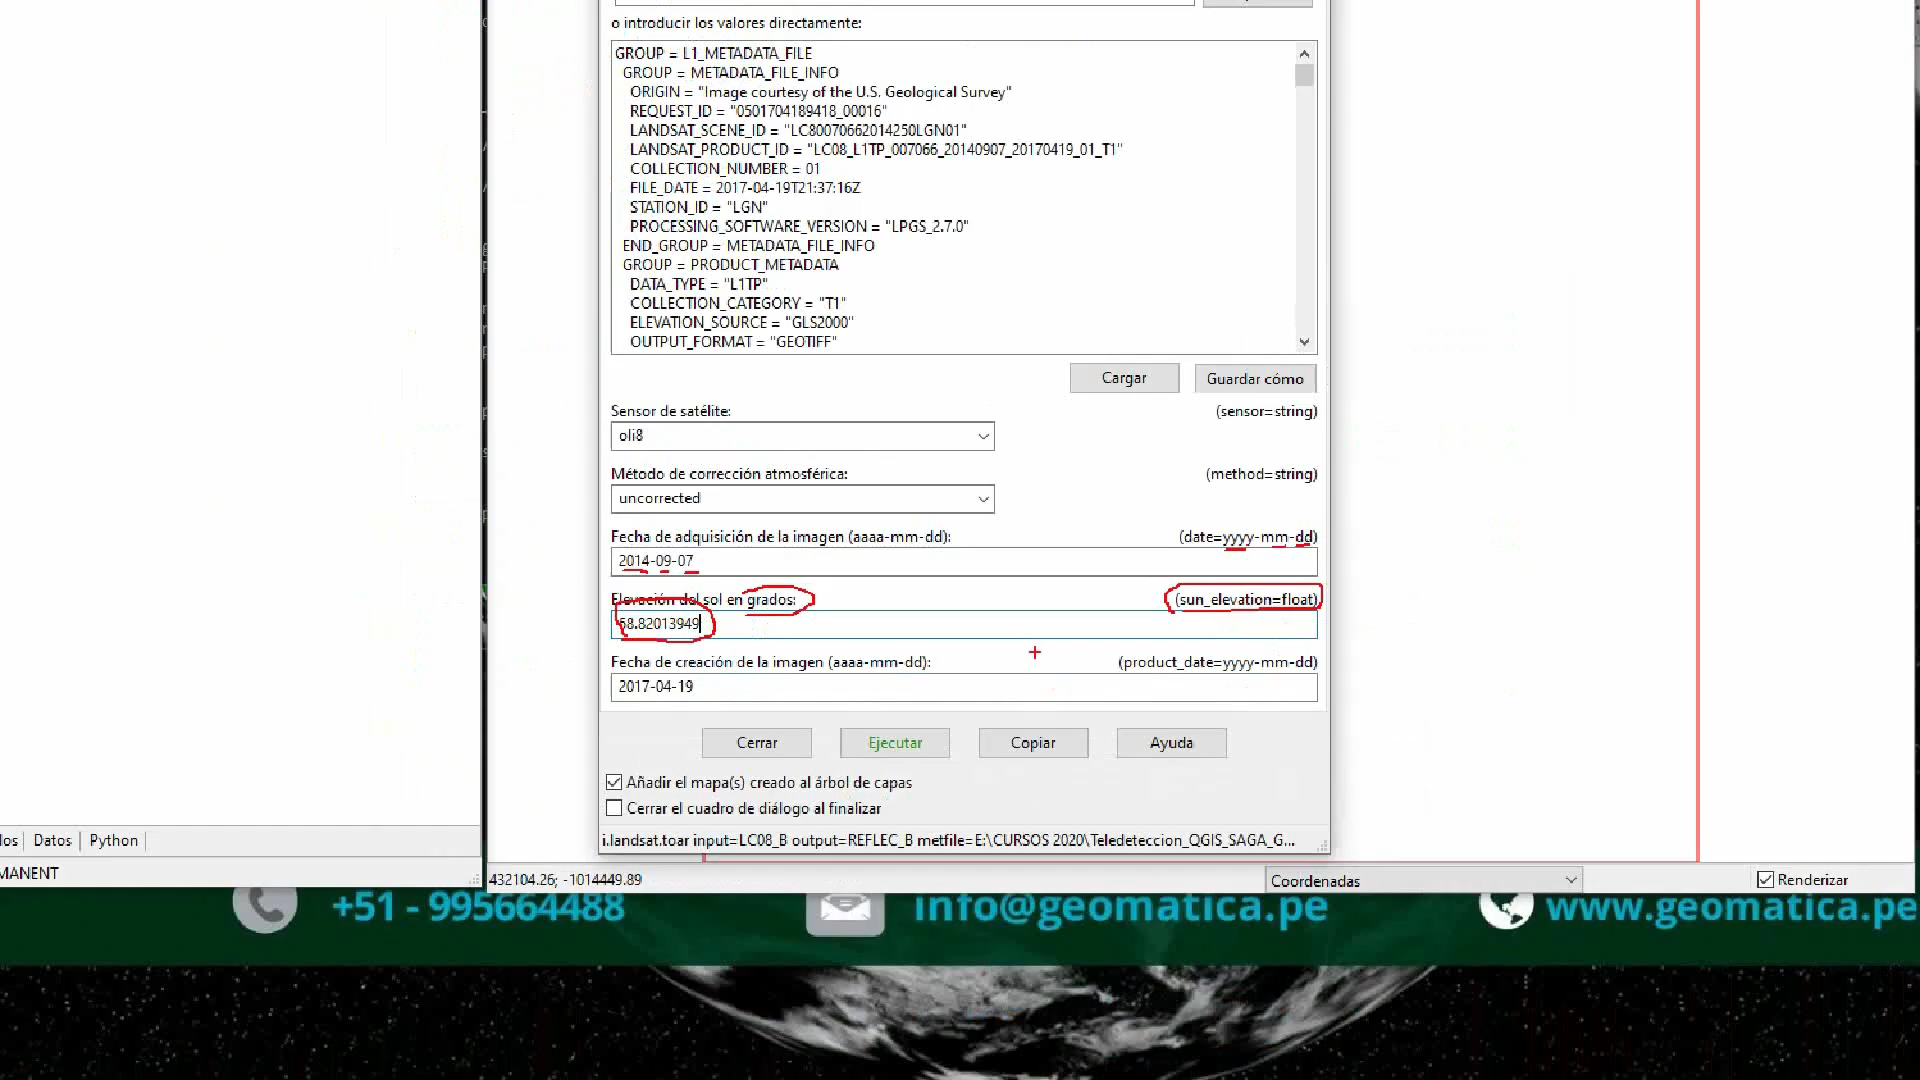 o introducir los valores directamente:
GROUP = L1_METADATA_FILE
GROUP = METADATA_FILE_INFO
ORIGIN = "Image courtesy of the U.S. Geological Survey"
REQUEST_ID = "0501704189418_00016"
LANDSAT_SCENE_ID = "LC80070662014250LGN01"
LANDSAT_PRODUCT_ID = "LC08_L1TP_007066_20140907_20170419_01_T1"
COLLECTION_NUMBER = 01
FILE_DATE = 2017-04-19T21:37:16Z
STATION_ID = "LGN"
PROCESSING_SOFTWARE_VERSION = "LPGS_2.7.0"
END_GROUP = METADATA_FILE_INFO
GROUP = PRODUCT_METADATA
DATA_TYPE = "L1TP"
COLLECTION_CATEGORY = "T1"
ELEVATION_SOURCE = "GLS2000"
OUTPUT_FORMAT = "GEOTIFF"
Cargar Guardar cómo
Sensor de satélite: (sensor=string)
oli8
Método de corrección atmosférica: (method=string)
uncorrected
Fecha de adquisición de la imagen (aaaa-mm-dd): (date=yyyy-mm-dd)
2014-09-07
Elevación del sol en grados: (sun_elevation=float)
58.82013949
Fecha de creación de la imagen (aaaa-mm-dd): (product_date=yyyy-mm-dd)
2017-04-19
Cerrar Ejecutar Copiar Ayuda
Añadir el mapa(s) creado al árbol de capas
Cerrar el cuadro de diálogo al finalizar
i.landsat.toar input=LC08_B output=REFLEC_B metfile=E:\CURSOS 2020\Teledeteccion_QGIS_SAGA_G...
los Datos Python
MANENT
432104.26; -1014449.89 Coordenadas Renderizar
+51 - 995664488 info@geomatica.pe www.geomatica.pe